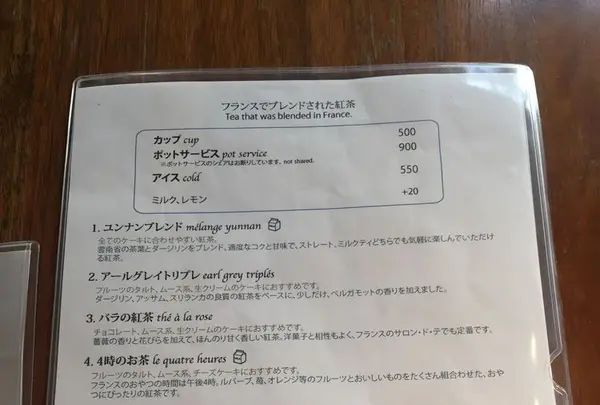 フランスでブレンドされた紅茶
Tea that was blended in France.
カップ cup 500
ポットサービス pot service 900
※ポットサービスのシェアはお断りしています。not shared.
アイス cold 550
ミルク、レモン +20
1. ユンナンブレンド mélange yunnan
全てのケーキに合わせやすい紅茶。
雲南省の茶葉とダージリンをブレンド。適度なコクと甘味で、ストレート、ミルクティどちらでも気軽に楽しんでいただけ
る紅茶。
2. アールグレイトリプレ earl grey triplés
フルーツのタルト、ムース系、生クリームのケーキにおすすめです。
ダージリン、アッサム、スリランカの良質の紅茶をベースに、少しだけ、ベルガモットの香りを加えました。
3. バラの紅茶 thé à la rose
チョコレート、ムース系、生クリームのケーキにおすすめです。
薔薇の香りと花びらを加えて、ほんのり甘く香しい紅茶、洋菓子と相性もよく、フランスのサロン・ド・テでも定番です。
4. 4時のお茶 le quatre heures
フルーツのタルト、ムース系、チーズケーキにおすすめです。
フランスのおやつの時間は午後4時、ルバーブ、苺、オレンジ等のフルーツとおいしいものをたくさん組合わせた、おや
つにぴったりの紅茶です。